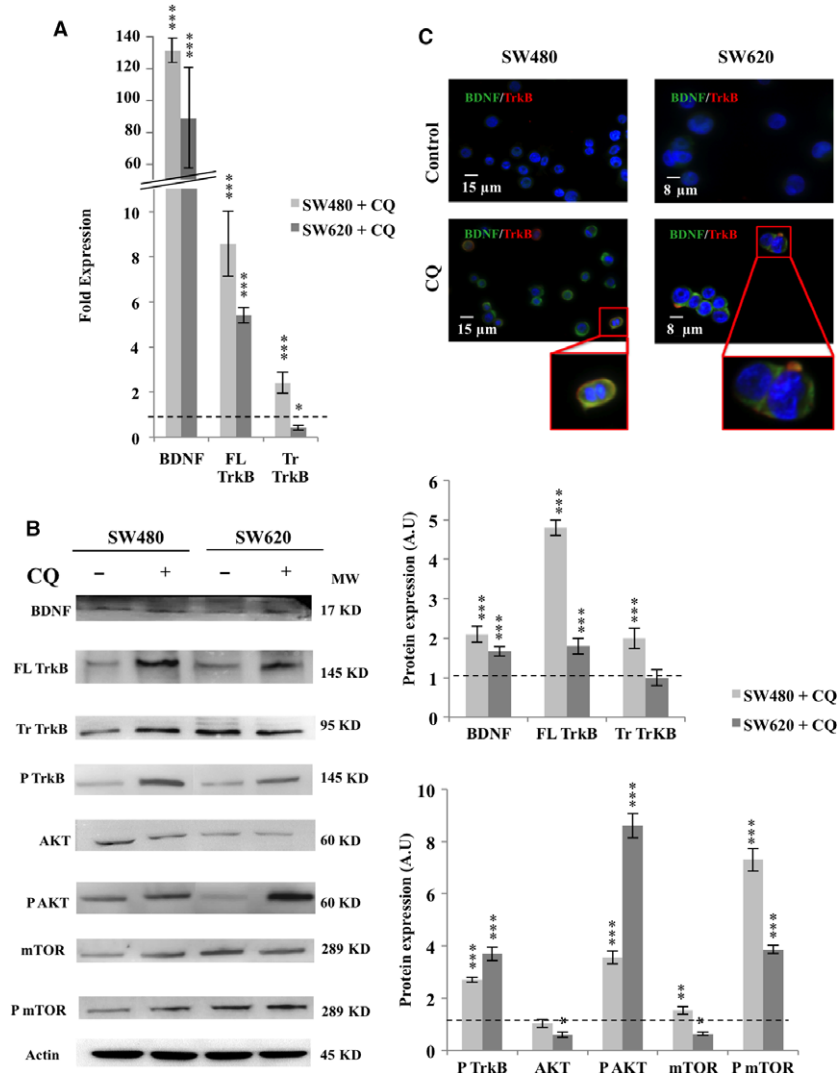 A
140
120
100
80
60
10
8
6
4
2
0
Fold Expression
***
***
***
***
***
*
SW480 + CQ
SW620 + CQ
BDNF
FL
TrkB
Tr
TrkB
C
SW480
SW620
Control
BDNF/TrkB
15 µm
BDNF/TrkB
8 µm
CQ
BDNF/TrkB
15 µm
BDNF/TrkB
8 µm
B
SW480
SW620
CQ
–
+
–
+
MW
BDNF
17 KD
FL TrkB
145 KD
Tr TrkB
95 KD
P TrkB
145 KD
AKT
60 KD
P AKT
60 KD
mTOR
289 KD
P mTOR
289 KD
Actin
45 KD
Protein expression (A.U)
6
5
4
3
2
1
0
***
***
***
***
***
BDNF
FL TrkB
Tr TrKB
SW480 + CQ
SW620 + CQ
Protein expression (A.U)
10
8
6
4
2
0
***
***
*
***
***
**
*
***
***
P TrkB
AKT
P AKT
mTOR
P mTOR